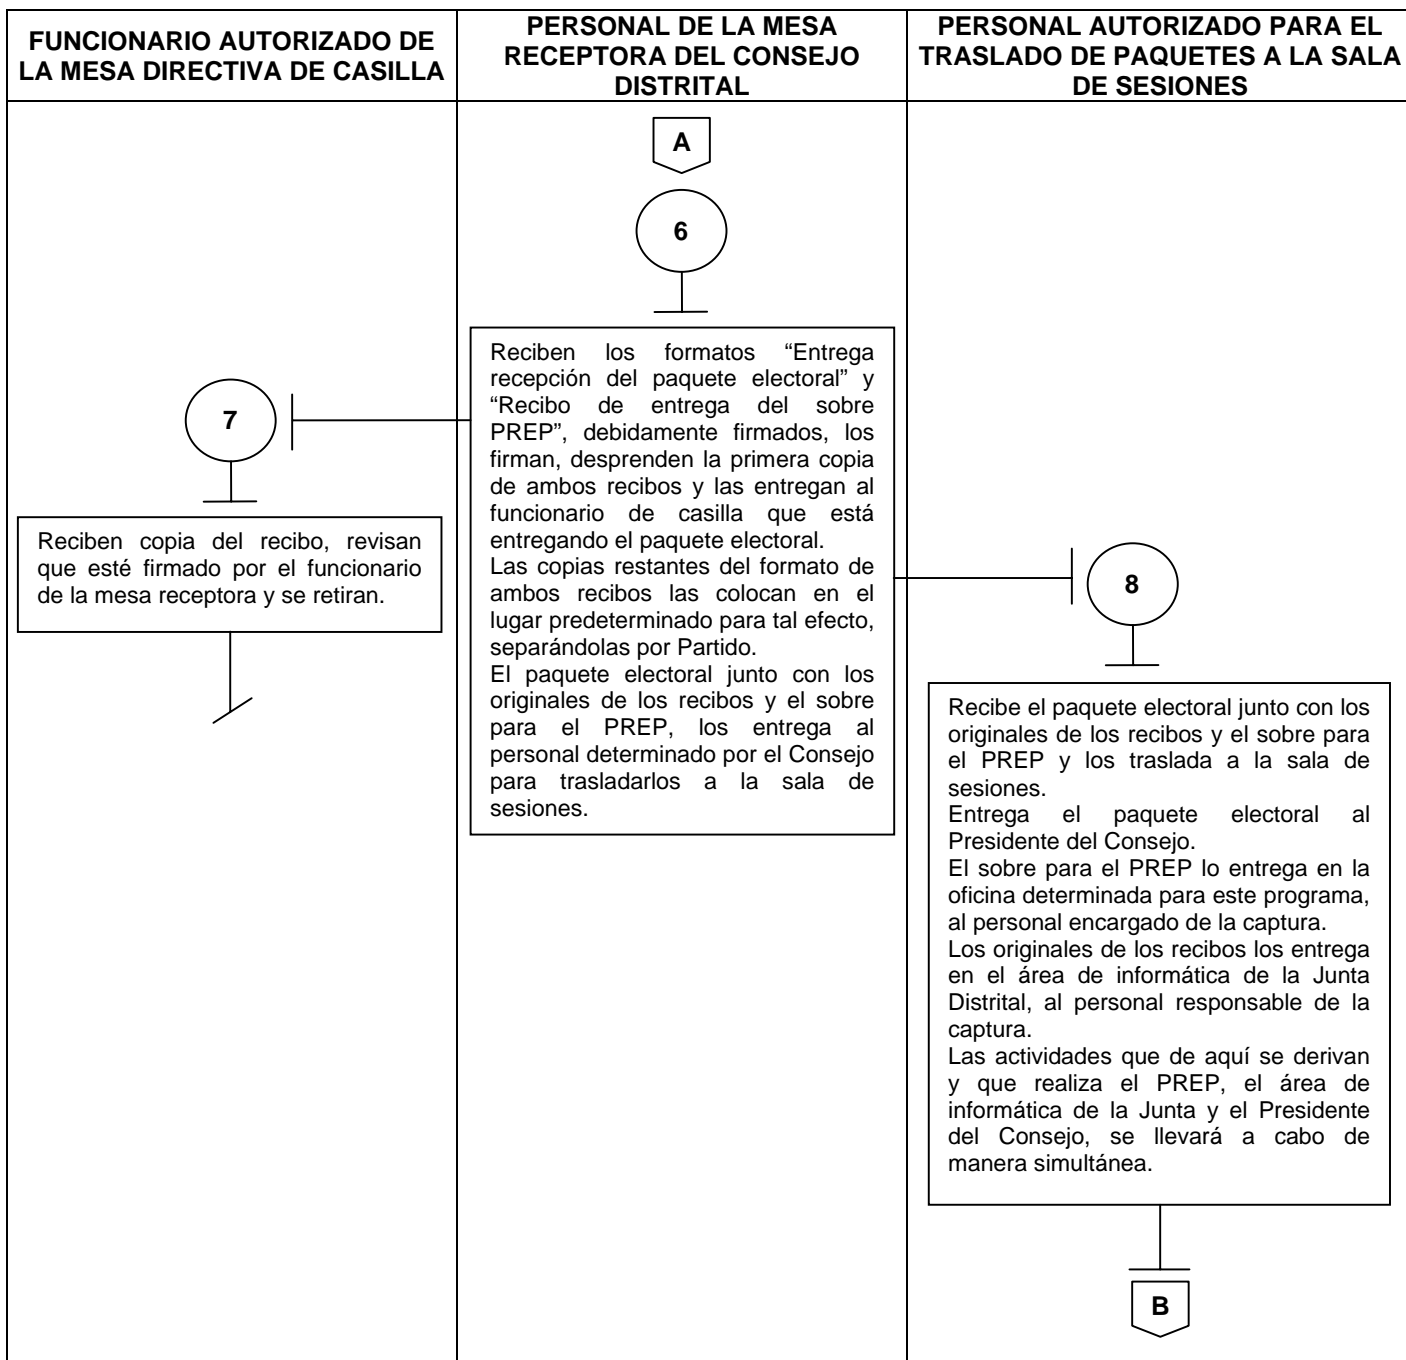 FUNCIONARIO AUTORIZADO DE
LA MESA DIRECTIVA DE CASILLA
PERSONAL DE LA MESA
RECEPTORA DEL CONSEJO
DISTRITAL
PERSONAL AUTORIZADO PARA EL
TRASLADO DE PAQUETES A LA SALA
DE SESIONES
A
6
Reciben los formatos “Entrega
recepción del paquete electoral” y
“Recibo de entrega del sobre
PREP”, debidamente firmados, los
firman, desprenden la primera copia
de ambos recibos y las entregan al
funcionario de casilla que está
entregando el paquete electoral.
Las copias restantes del formato de
ambos recibos las colocan en el
lugar predeterminado para tal efecto,
separándolas por Partido.
El paquete electoral junto con los
originales de los recibos y el sobre
para el PREP, los entrega al
personal determinado por el Consejo
para trasladarlos a la sala de
sesiones.
7
Reciben copia del recibo, revisan
que esté firmado por el funcionario
de la mesa receptora y se retiran.
8
Recibe el paquete electoral junto con los
originales de los recibos y el sobre para
el PREP y los traslada a la sala de
sesiones.
Entrega el paquete electoral al
Presidente del Consejo.
El sobre para el PREP lo entrega en la
oficina determinada para este programa,
al personal encargado de la captura.
Los originales de los recibos los entrega
en el área de informática de la Junta
Distrital, al personal responsable de la
captura.
Las actividades que de aquí se derivan
y que realiza el PREP, el área de
informática de la Junta y el Presidente
del Consejo, se llevará a cabo de
manera simultánea.
B